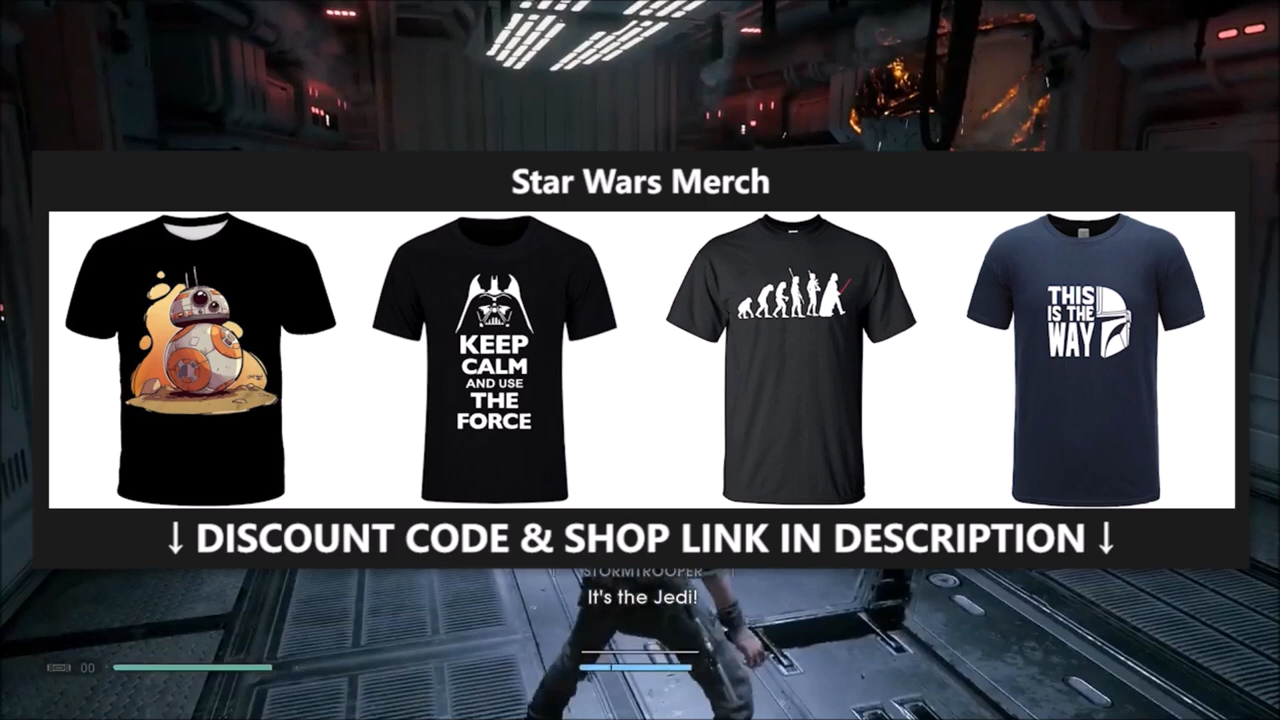 Star Wars Merch
KEEP
CALM
AND USE
THE
FORCE
THIS
IS THE
WAY
↓ DISCOUNT CODE & SHOP LINK IN DESCRIPTION ↓
STORMTROOPER
It's the Jedi!
00